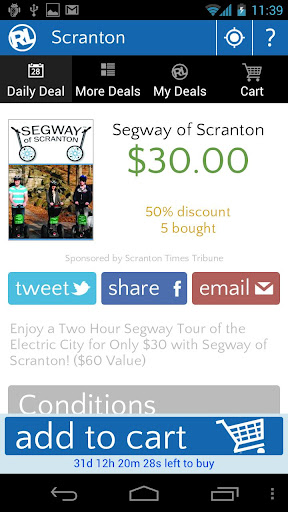 11:39
RL Scranton ?
28
Daily Deal More Deals My Deals Cart
SEGWAY
of SCRANTON
Segway of Scranton
$30.00
50% discount
5 bought
Sponsored by Scranton Times Tribune
tweet share f email
Enjoy a Two Hour Segway Tour of the
Electric City for Only $30 with Segway of
Scranton! ($60 Value)
Conditions
add to cart
31d 12h 20m 28s left to buy